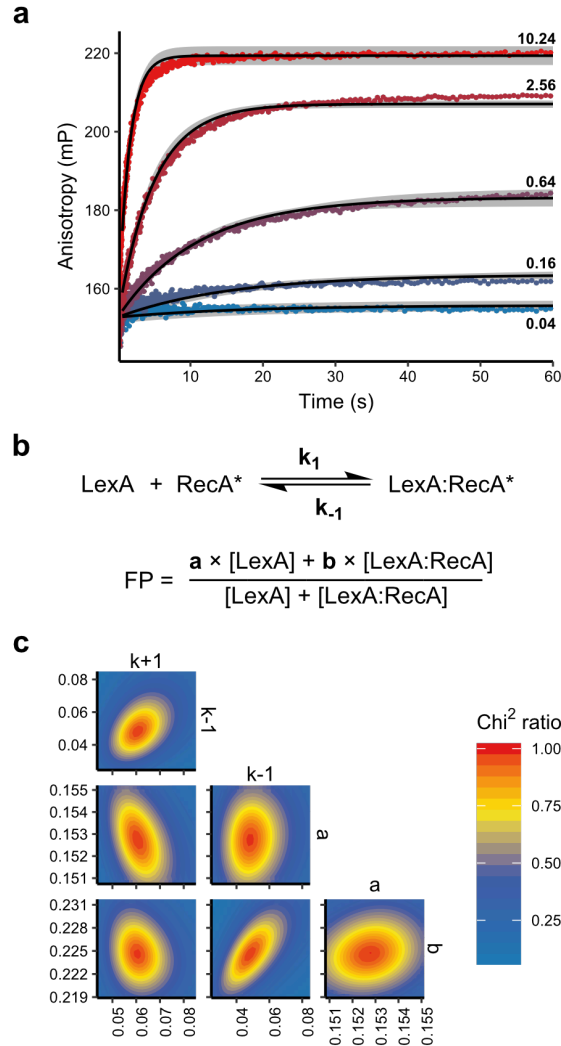 a
220
200
180
160
Anisotropy (mP)
10.24
2.56
0.64
0.16
0.04
10 20 30 40 50 60
Time (s)
b
k₁
LexA + RecA* LexA:RecA*
k₋₁
FP = a × [LexA] + b × [LexA:RecA]
[LexA] + [LexA:RecA]
c
k+1
0.08
0.06
0.04
k-1
k-1
0.155
0.154
0.153
0.152
0.151
a
a
0.231
0.228
0.225
0.222
0.219
b
0.05 0.06 0.07 0.08
0.04 0.06 0.08
0.151 0.152 0.153 0.154 0.155
Chi² ratio
1.00
0.75
0.50
0.25